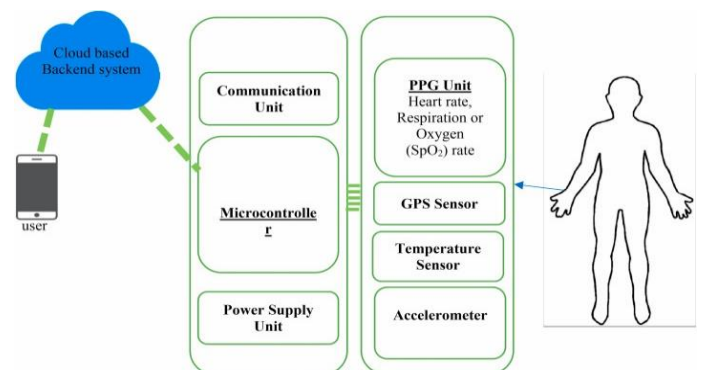 Cloud based
Backend system
user
Communication
Unit
Microcontrolle
r
Power Supply
Unit
PPG Unit
Heart rate,
Respiration or
Oxygen
(SpO₂) rate
GPS Sensor
Temperature
Sensor
Accelerometer